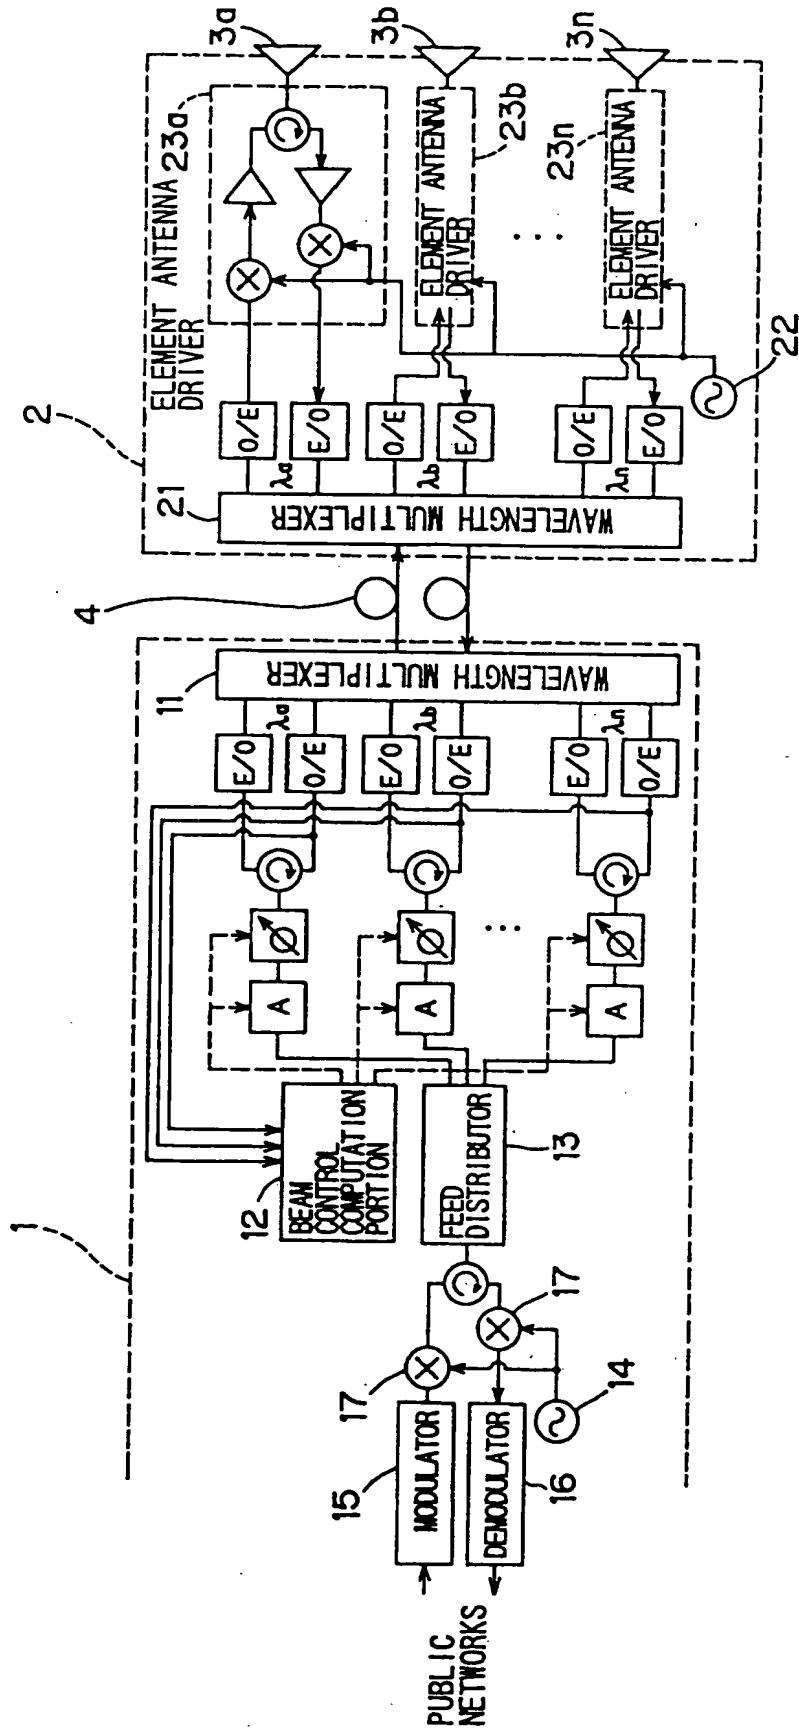 1
2
ELEMENT ANTENNA
DRIVER
23a
3a
3b
3n
4
11
21
12
BEAM
CONTROL
COMPUTATION
PORTION
A
A
A
Ø
Ø
Ø
...
E/O
O/E
E/O
O/E
E/O
O/E
λa
λb
λn
WAVELENGTH MULTIPLEXER
WAVELENGTH MULTIPLEXER
O/E
E/O
O/E
E/O
O/E
E/O
λa
λb
λn
ELEMENT ANTENNA
DRIVER
23b
...
ELEMENT ANTENNA
DRIVER
23n
22
FEED
DISTRIBUTOR
13
17
17
14
15
MODULATOR
DEMODULATOR
16
PUBLIC
NETWORKS